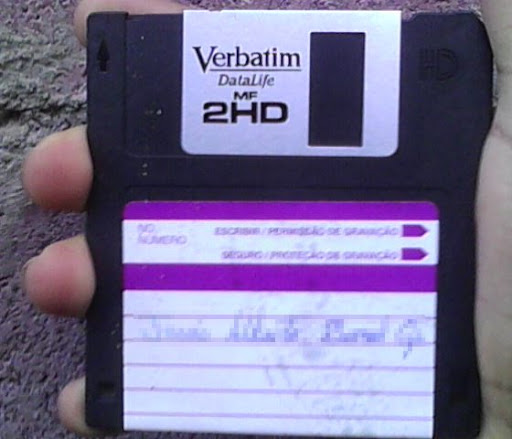 Verbatim
DataLife
MF
2HD
HD
NO.
NÚMERO
ESCRIBIR / PERMISSÃO DE GRAVAÇÃO
SEGURO / PROTEÇÃO DE GRAVAÇÃO